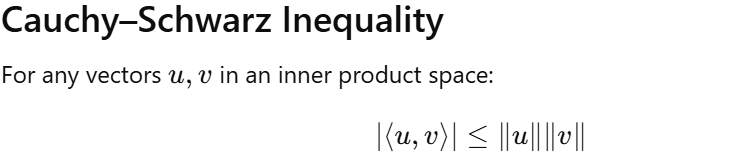 Cauchy–Schwarz Inequality
For any vectors u, v in an inner product space:
|⟨u, v⟩| ≤ ‖u‖‖v‖